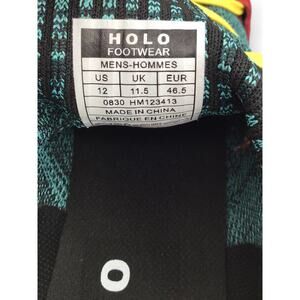 HOLO
FOOTWEAR
MENS-HOMMES
US UK EUR
12 11.5 46.5
0830 HM123413
MADE IN CHINA
FABRIQUE EN CHINE
O